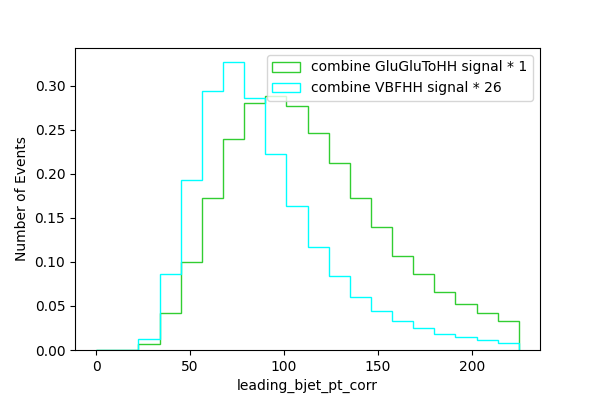 combine GluGluToHH signal * 1
combine VBFHH signal * 26
Number of Events
0.30
0.25
0.20
0.15
0.10
0.05
0.00
0 50 100 150 200
leading_bjet_pt_corr